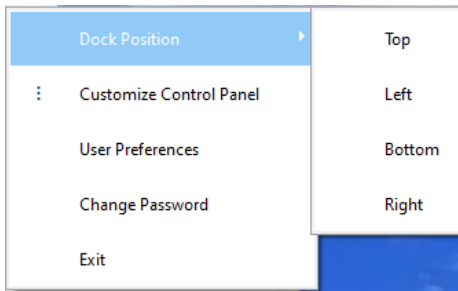 Dock Position
Customize Control Panel
User Preferences
Change Password
Exit
Top
Left
Bottom
Right